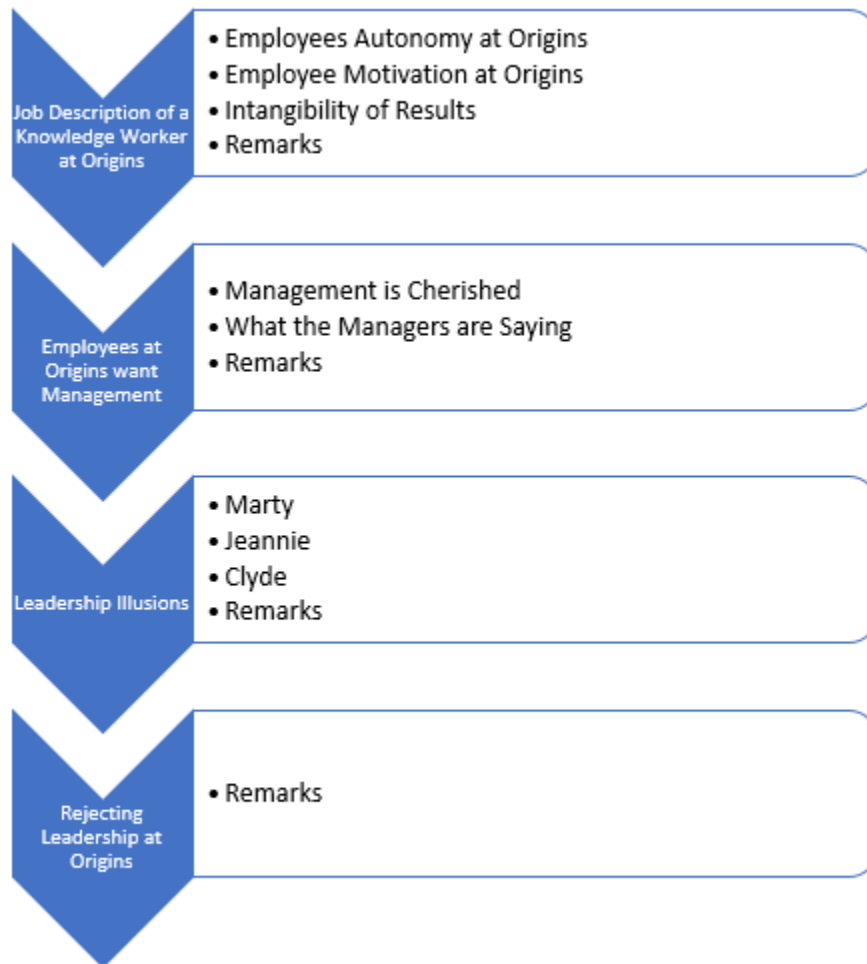 Job Description of a
Knowledge Worker
at Origins
• Employees Autonomy at Origins
• Employee Motivation at Origins
• Intangibility of Results
• Remarks
Employees at
Origins want
Management
• Management is Cherished
• What the Managers are Saying
• Remarks
Leadership Illusions
• Marty
• Jeannie
• Clyde
• Remarks
Rejecting
Leadership at
Origins
• Remarks